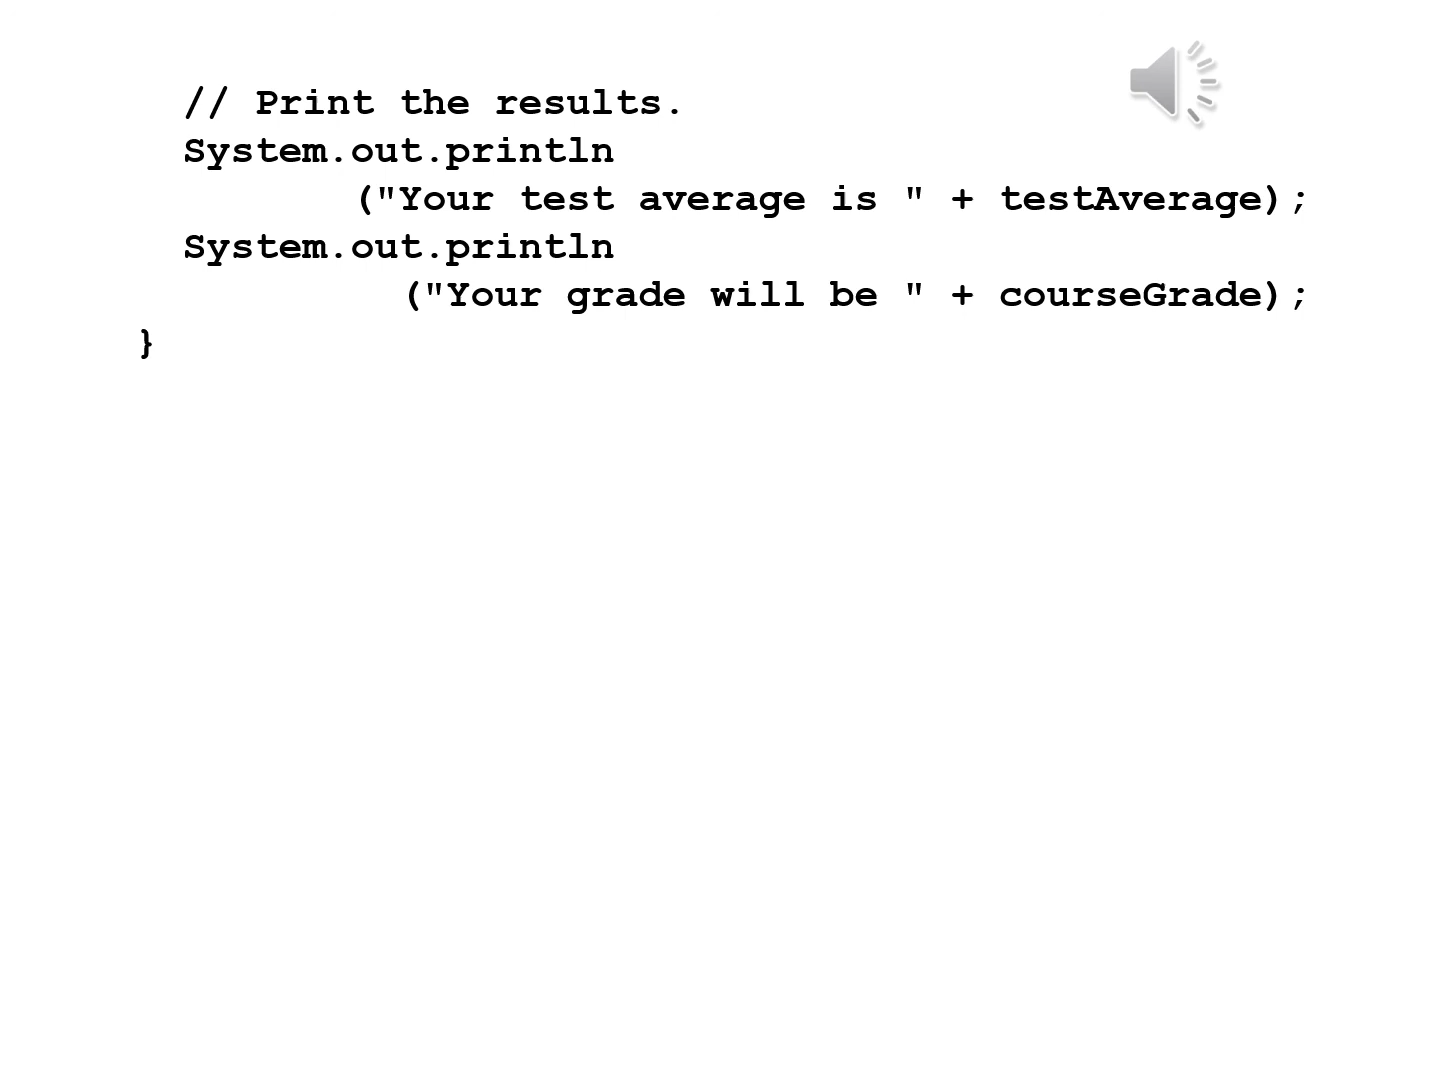 // Print the results.
System.out.println
("Your test average is " + testAverage);
System.out.println
("Your grade will be " + courseGrade);
}